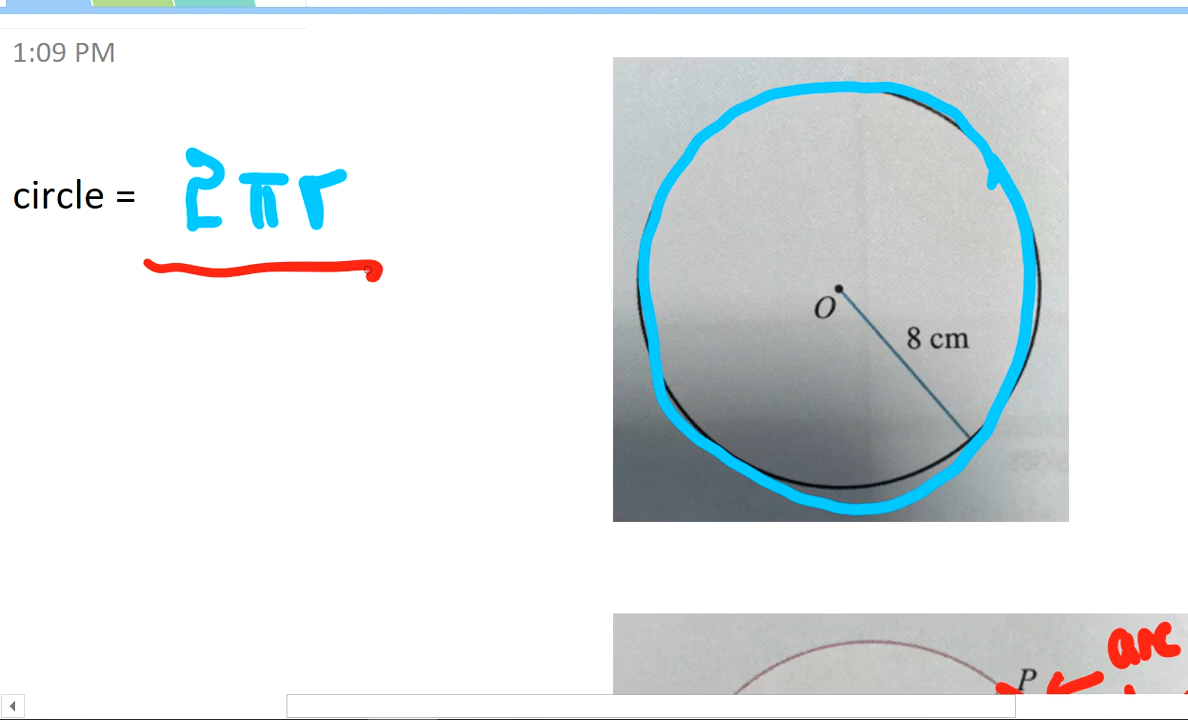 1:09 PM
circle = 2πr
O
8 cm
arc
P